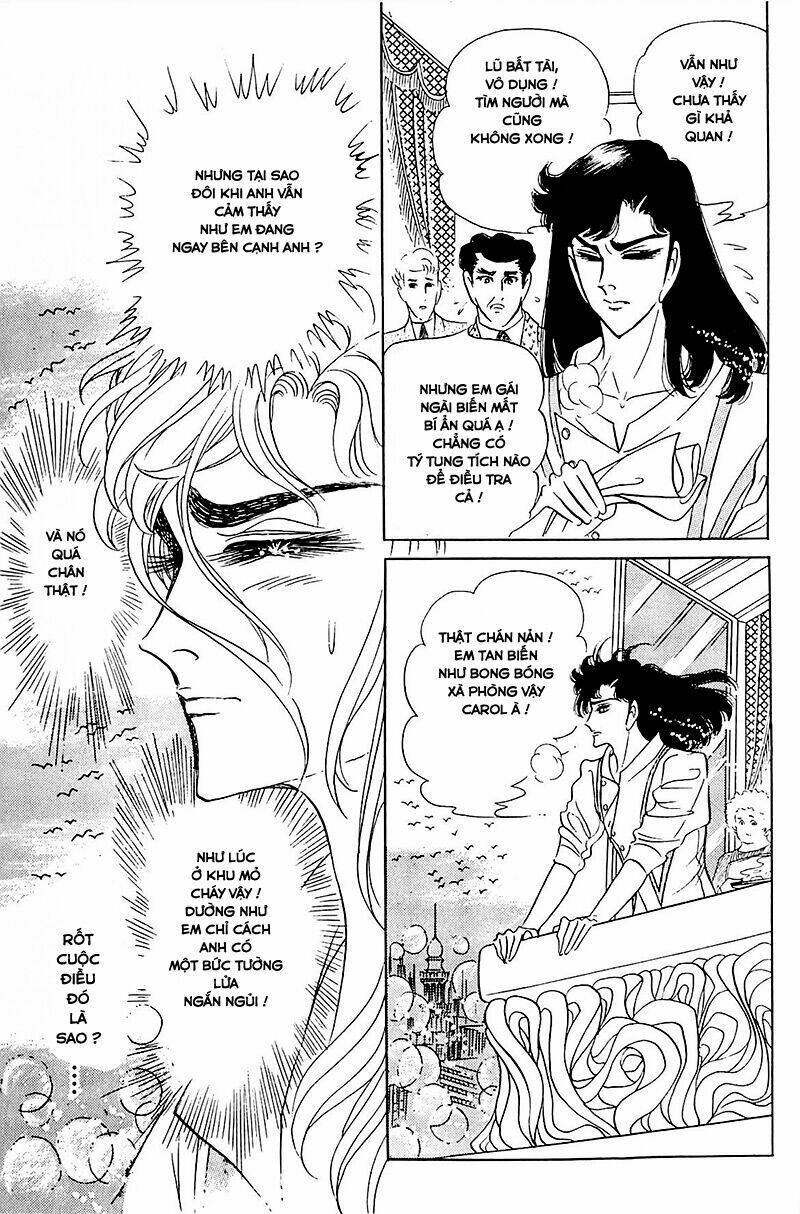 VẪN NHƯ
VẬY !
CHƯA THẤY
GÌ KHẢ
QUAN !
LŨ BẤT TÀI,
VÔ DỤNG !
TÌM NGƯỜI MÀ
CŨNG
KHÔNG XONG !
NHƯNG EM GÁI
NGÀI BIẾN MẤT
BÍ ẨN QUÁ Ạ !
CHẲNG CÓ
TÝ TUNG TÍCH NÀO
ĐỂ ĐIỀU TRA
CẢ !
THẬT CHÁN NẢN !
EM TAN BIẾN
NHƯ BONG BÓNG
XÀ PHÒNG VẬY
CAROL À !
NHƯNG TẠI SAO
ĐÔI KHI ANH VẪN
CẢM THẤY
NHƯ EM ĐANG
NGAY BÊN CẠNH ANH ?
VÀ NÓ
QUÁ
CHÂN
THẬT !
NHƯ LÚC
Ở KHU MỎ
CHÁY VẬY !
DƯỜNG NHƯ
EM CHỈ CÁCH
ANH CÓ
MỘT BỨC TƯỜNG
LỬA
NGẮN NGỦI !
RỐT
CUỘC
ĐIỀU
ĐÓ
LÀ
SAO ?
......